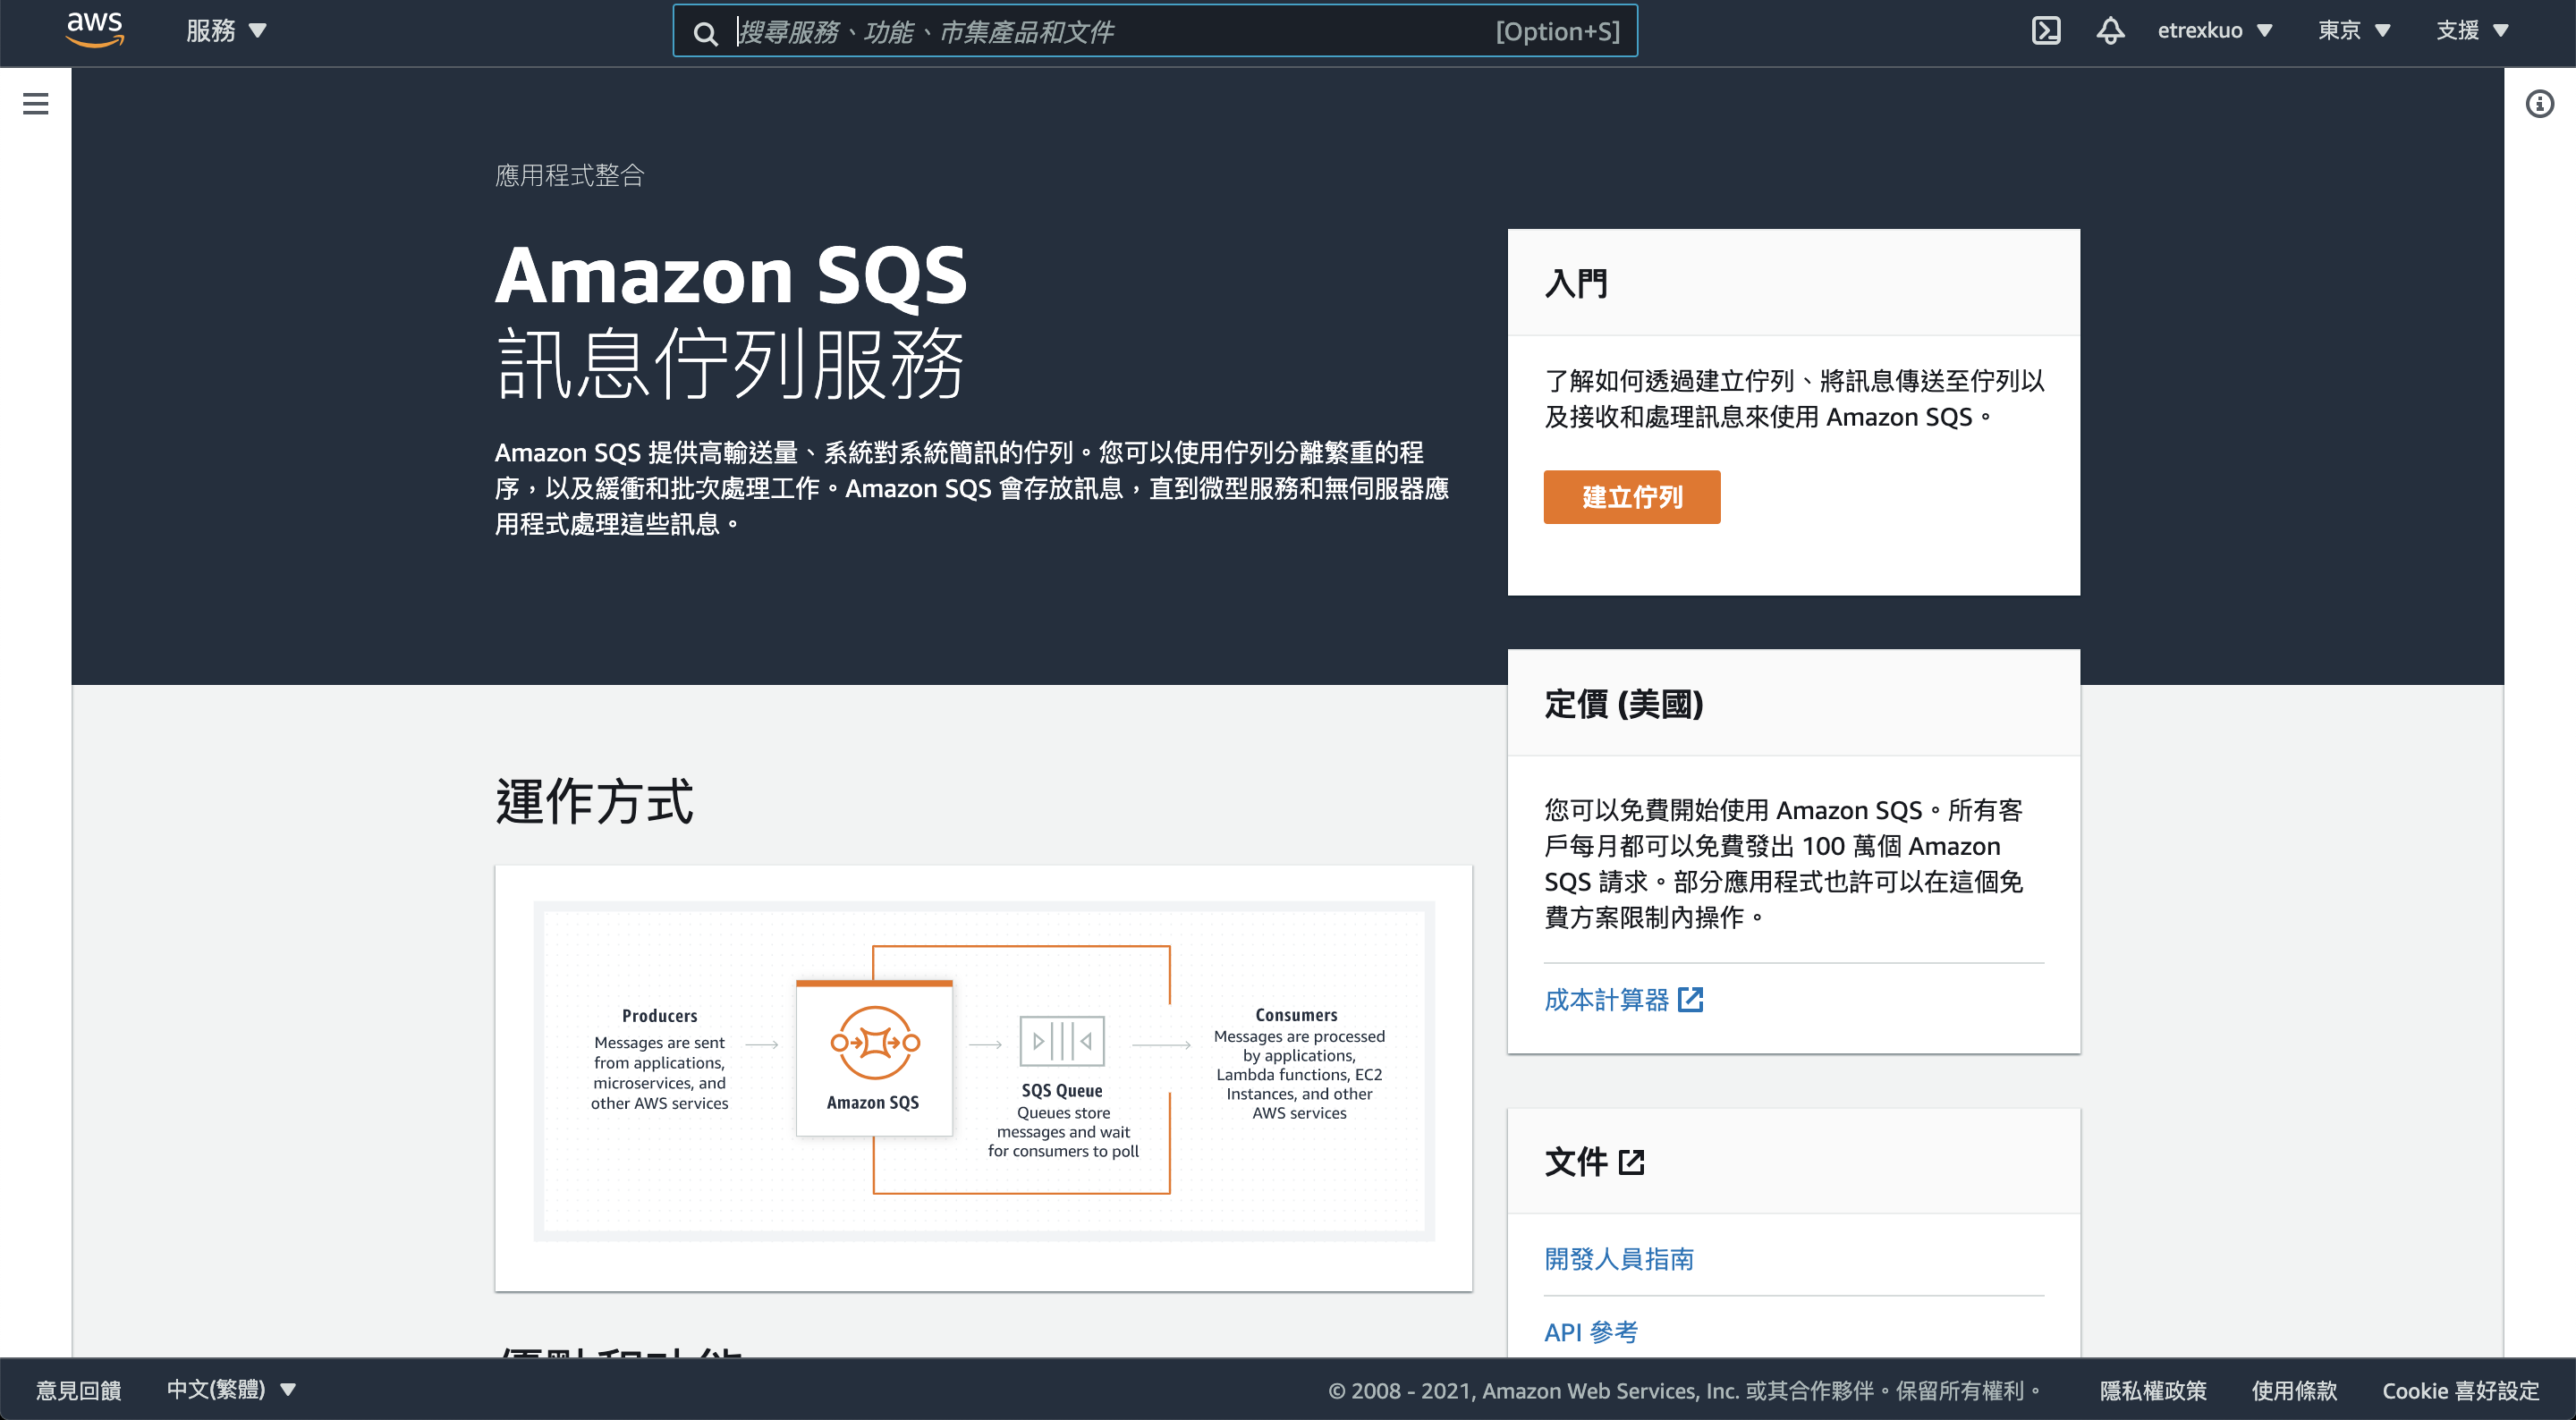 aws
服務
搜尋服務、功能、市集產品和文件
[Option+S]
etrexkuo
東京
支援
應用程式整合
Amazon SQS
訊息佇列服務
Amazon SQS 提供高輸送量、系統對系統簡訊的佇列。您可以使用佇列分離繁重的程
序，以及緩衝和批次處理工作。Amazon SQS 會存放訊息，直到微型服務和無伺服器應
用程式處理這些訊息。
入門
了解如何透過建立佇列、將訊息傳送至佇列以
及接收和處理訊息來使用 Amazon SQS。
建立佇列
定價 (美國)
您可以免費開始使用 Amazon SQS。所有客
戶每月都可以免費發出 100 萬個 Amazon
SQS 請求。部分應用程式也許可以在這個免
費方案限制內操作。
成本計算器
文件
開發人員指南
API 參考
運作方式
Producers
Messages are sent
from applications,
microservices, and
other AWS services
Amazon SQS
SQS Queue
Queues store
messages and wait
for consumers to poll
Consumers
Messages are processed
by applications,
Lambda functions, EC2
Instances, and other
AWS services
優點和功能
意見回饋
中文(繁體)
© 2008 - 2021, Amazon Web Services, Inc. 或其合作夥伴。保留所有權利。
隱私權政策
使用條款
Cookie 喜好設定